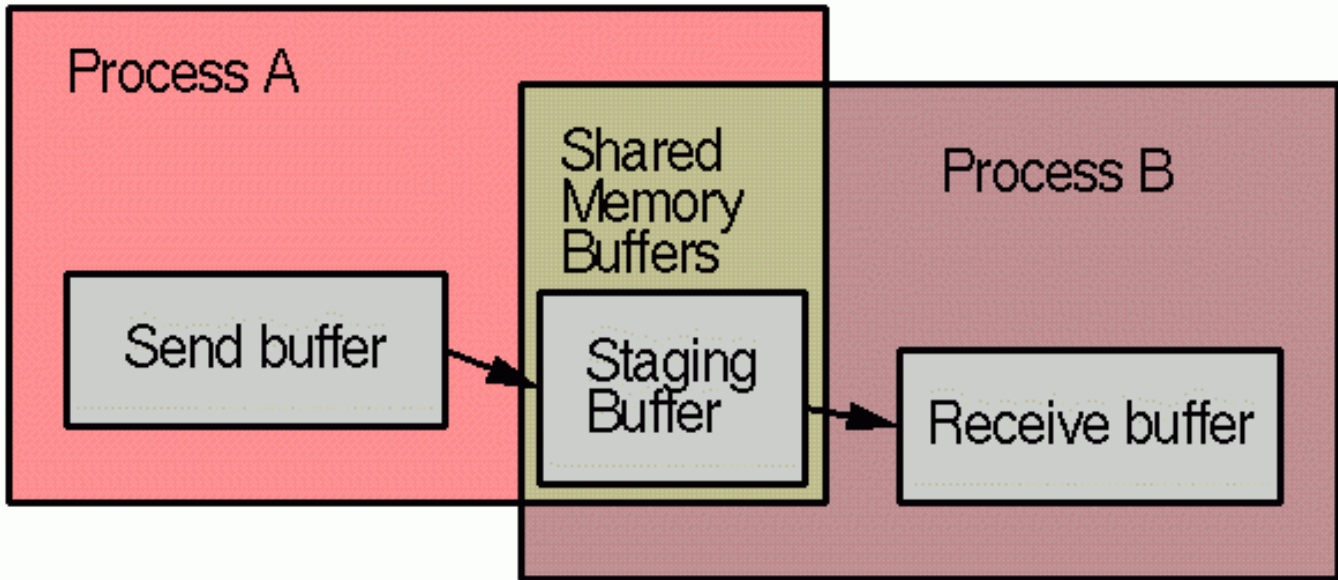 Process A
Shared
Memory
Buffers
Process B
Send buffer
Staging
Buffer
Receive buffer